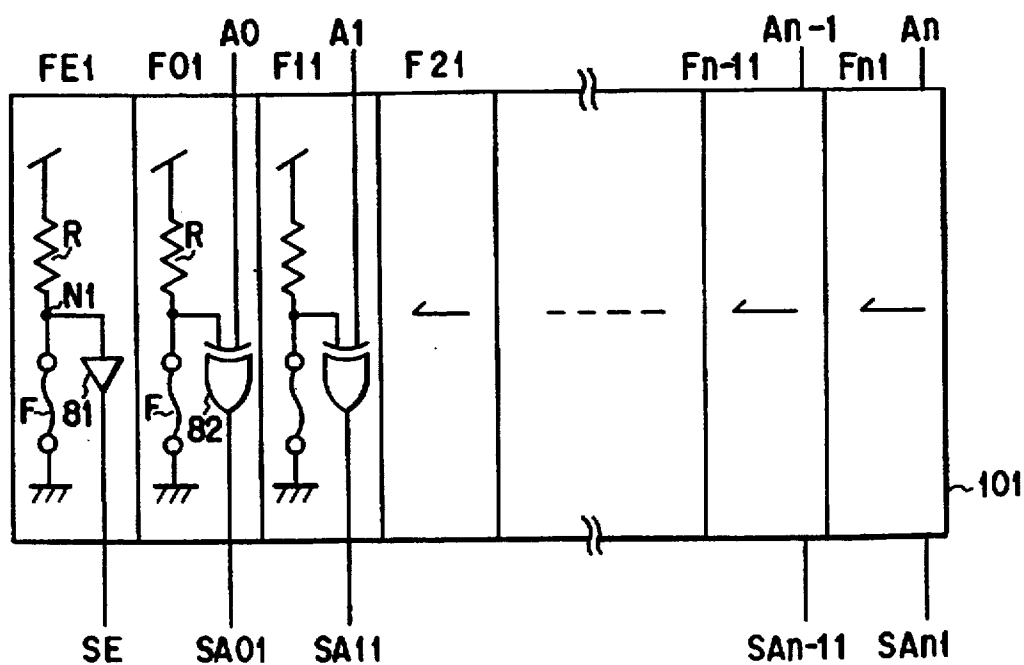 A0 A1 An-1 An
FE1 F01 F11 F21 Fn-11 Fn1
R R
N1
F 81 F 82
101
SE SA01 SA11 SAn-11 SAn1